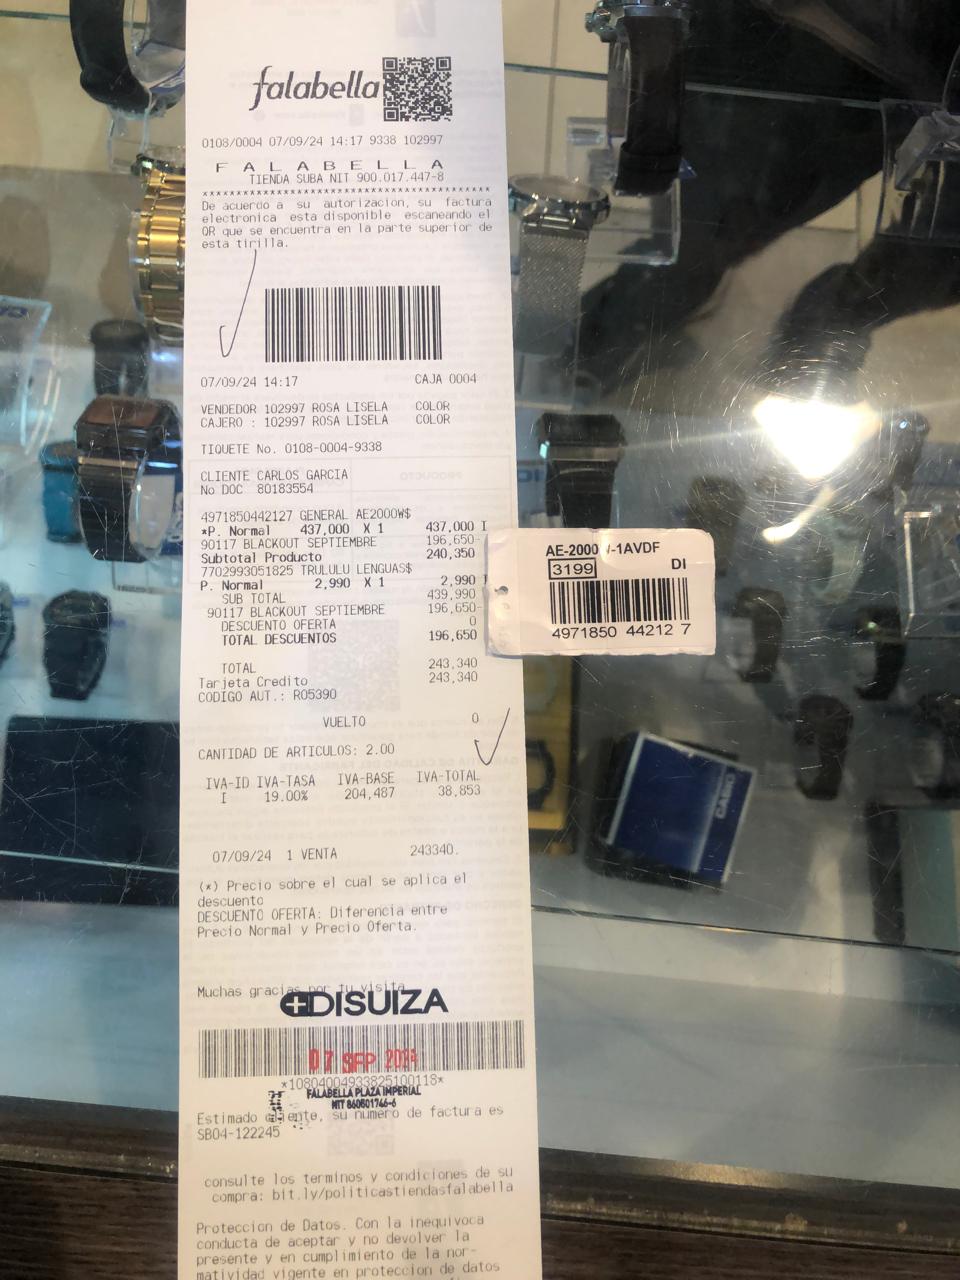 falabella
0108/0004 07/09/24 14:17 9338 102997
F A L A B E L L A
TIENDA SUBA NIT 900.017.447-8
De acuerdo a su autorizacion, su factura
electronica esta disponible escaneando el
QR que se encuentra en la parte superior de
esta tirilla.
07/09/24 14:17 CAJA 0004
VENDEDOR 102997 ROSA LISELA COLOR
CAJERO : 102997 ROSA LISELA COLOR
TIQUETE No. 0108-0004-9338
CLIENTE CARLOS GARCIA
No DOC 80183554
4971850442127 GENERAL AE2000W$
*P. Normal 437,000 X 1 437,000 I
90117 BLACKOUT SEPTIEMBRE 196,650-
Subtotal Producto 240,350
7702993051825 TRULULU LENGUAS$
P. Normal 2,990 X 1 2,990 I
SUB TOTAL 439,990
90117 BLACKOUT SEPTIEMBRE 196,650-
DESCUENTO OFERTA 0
TOTAL DESCUENTOS 196,650
TOTAL 243,340
Tarjeta Credito 243,340
CODIGO AUT.: R05390
VUELTO 0
CANTIDAD DE ARTICULOS: 2.00
IVA-ID IVA-TASA IVA-BASE IVA-TOTAL
I 19.00% 204,487 38,853
07/09/24 1 VENTA 243340.
(*) Precio sobre el cual se aplica el
descuento
DESCUENTO OFERTA: Diferencia entre
Precio Normal y Precio Oferta.
Muchas gracias por tu visita
DISUIZA
07 SEP 2024
*10804004933825100118*
FALABELLA PLAZA IMPERIAL
NIT 860501746-6
Estimado cliente, su numero de factura es
SB04-122245
consulte los terminos y condiciones de su
compra: bit.ly/politicastiendasfalabella
Proteccion de Datos. Con la inequivoca
conducta de aceptar y no devolver la
presente y en cumplimiento de la nor-
matividad vigente en proteccion de datos
AE-2000W-1AVDF
3199 DI
4971850 44212 7
CASIO